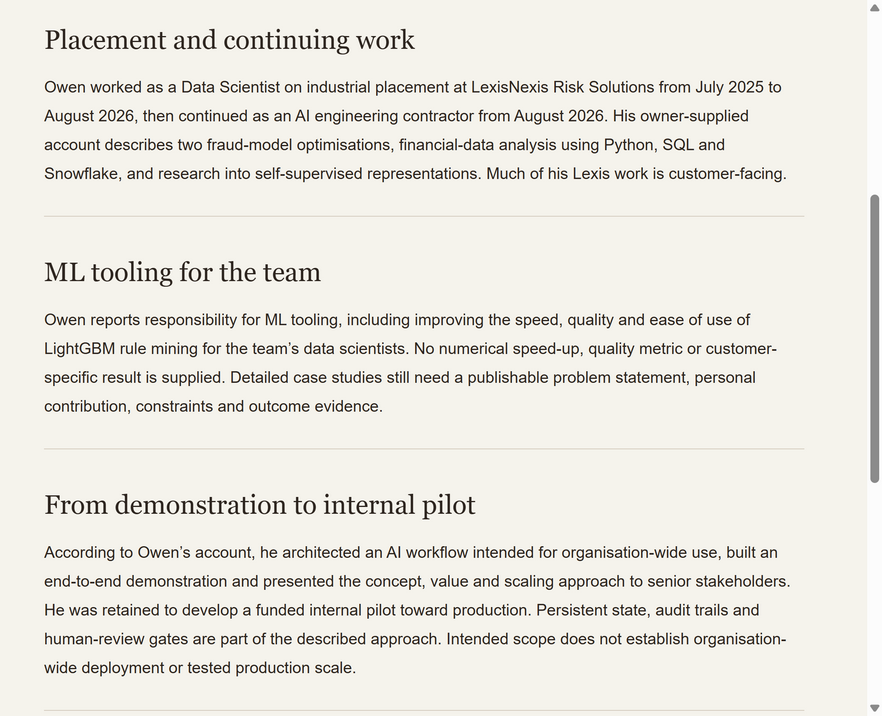 Placement and continuing work
Owen worked as a Data Scientist on industrial placement at LexisNexis Risk Solutions from July 2025 to
August 2026, then continued as an AI engineering contractor from August 2026. His owner-supplied
account describes two fraud-model optimisations, financial-data analysis using Python, SQL and
Snowflake, and research into self-supervised representations. Much of his Lexis work is customer-facing.
ML tooling for the team
Owen reports responsibility for ML tooling, including improving the speed, quality and ease of use of
LightGBM rule mining for the team’s data scientists. No numerical speed-up, quality metric or customer-
specific result is supplied. Detailed case studies still need a publishable problem statement, personal
contribution, constraints and outcome evidence.
From demonstration to internal pilot
According to Owen’s account, he architected an AI workflow intended for organisation-wide use, built an
end-to-end demonstration and presented the concept, value and scaling approach to senior stakeholders.
He was retained to develop a funded internal pilot toward production. Persistent state, audit trails and
human-review gates are part of the described approach. Intended scope does not establish organisation-
wide deployment or tested production scale.